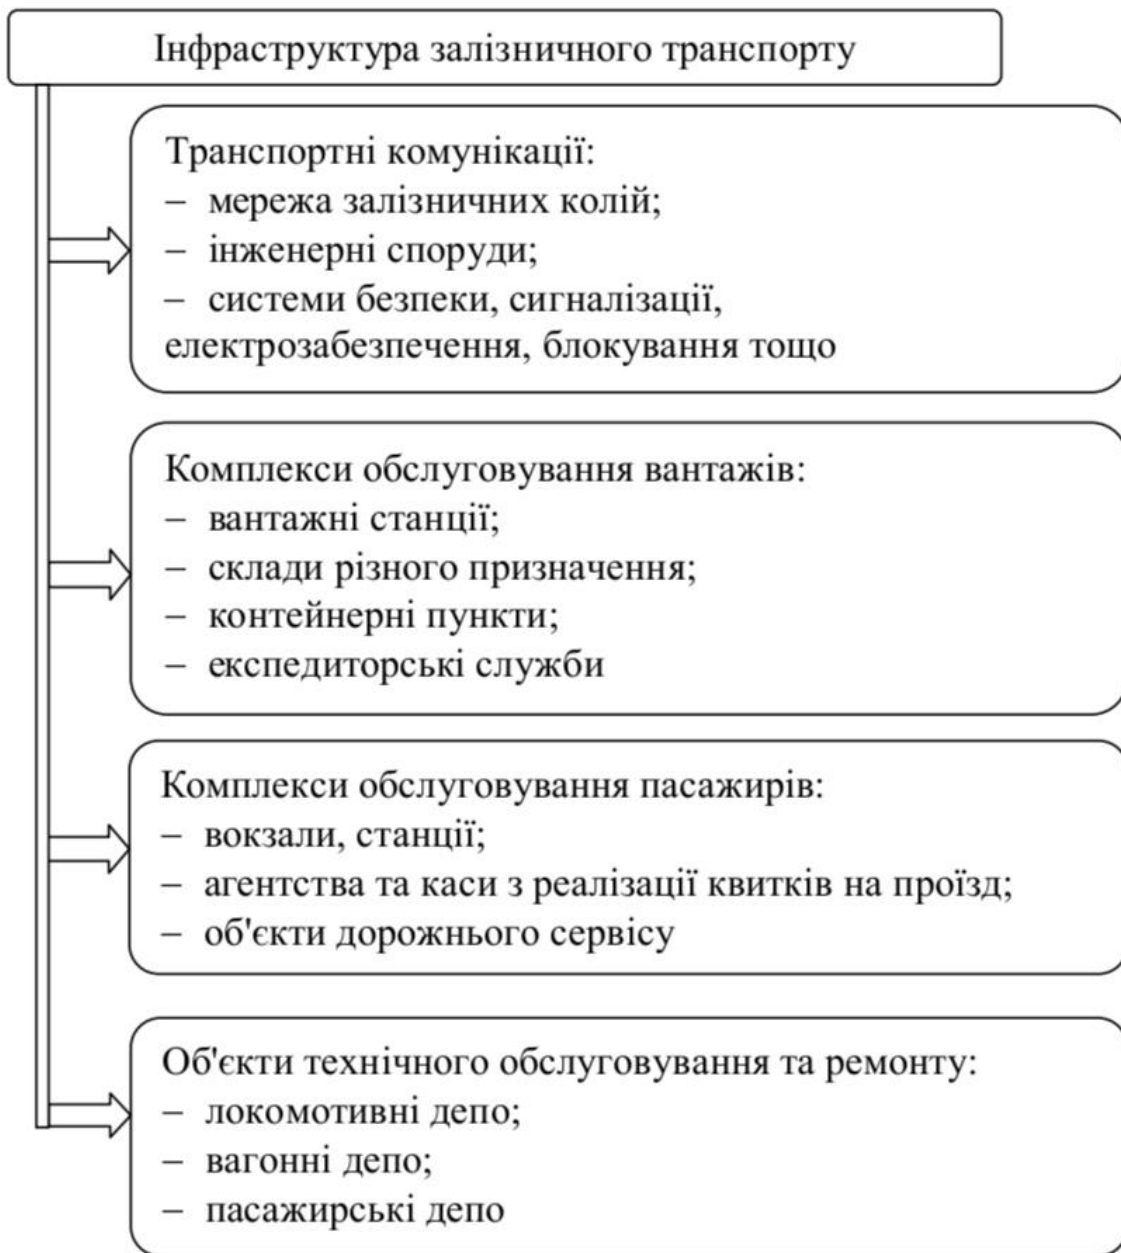 Інфраструктура залізничного транспорту
Транспортні комунікації:
– мережа залізничних колій;
– інженерні споруди;
– системи безпеки, сигналізації,
електрозабезпечення, блокування тощо
Комплекси обслуговування вантажів:
– вантажні станції;
– склади різного призначення;
– контейнерні пункти;
– експедиторські служби
Комплекси обслуговування пасажирів:
– вокзали, станції;
– агентства та каси з реалізації квитків на проїзд;
– об'єкти дорожнього сервісу
Об'єкти технічного обслуговування та ремонту:
– локомотивні депо;
– вагонні депо;
– пасажирські депо